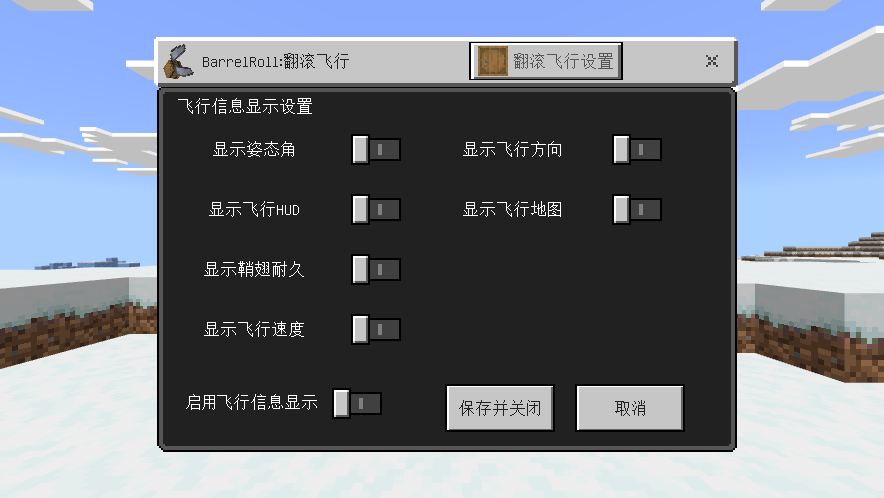 BarrelRoll:翻滚飞行
翻滚飞行设置
飞行信息显示设置
显示姿态角
显示飞行方向
显示飞行HUD
显示飞行地图
显示鞘翅耐久
显示飞行速度
启用飞行信息显示
保存并关闭
取消